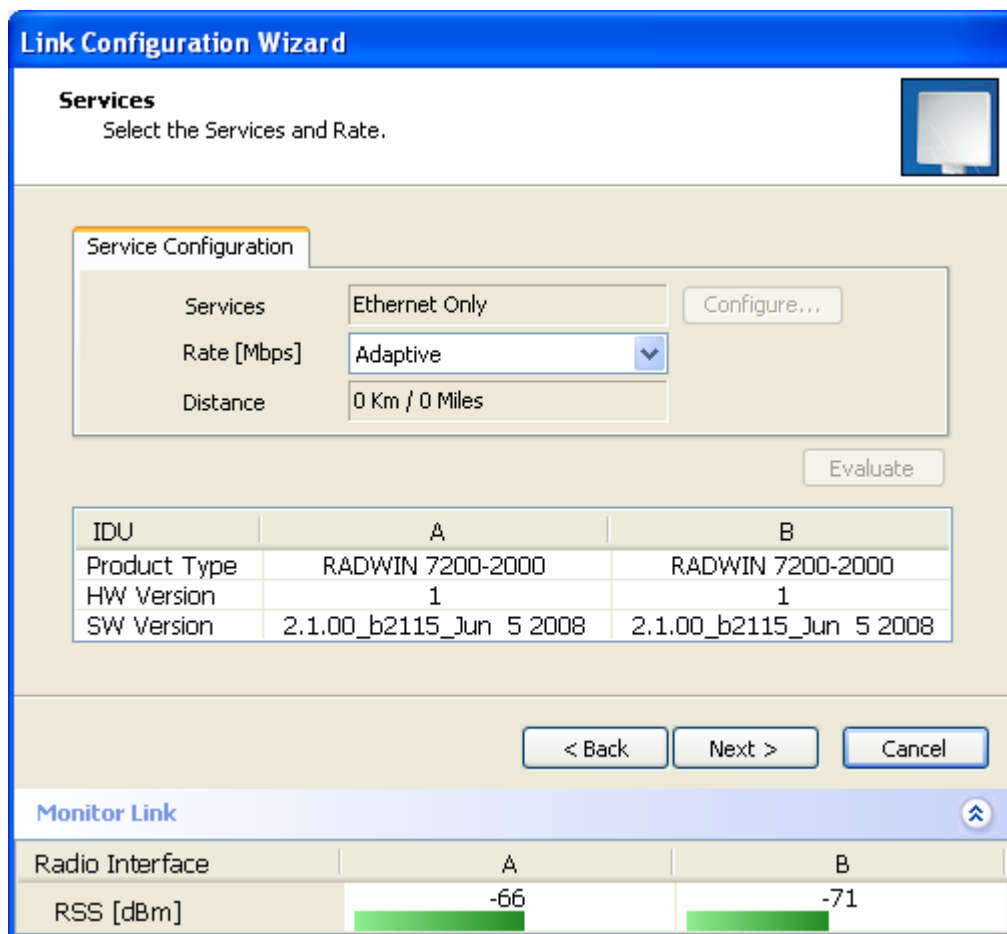 Link Configuration Wizard
Services
Select the Services and Rate.
Service Configuration
Services Ethernet Only Configure...
Rate [Mbps] Adaptive
Distance 0 Km / 0 Miles
Evaluate
IDU A B
Product Type RADWIN 7200-2000 RADWIN 7200-2000
HW Version 1 1
SW Version 2.1.00_b2115_Jun  5 2008 2.1.00_b2115_Jun  5 2008
< Back Next > Cancel
Monitor Link
Radio Interface A B
RSS [dBm] -66 -71